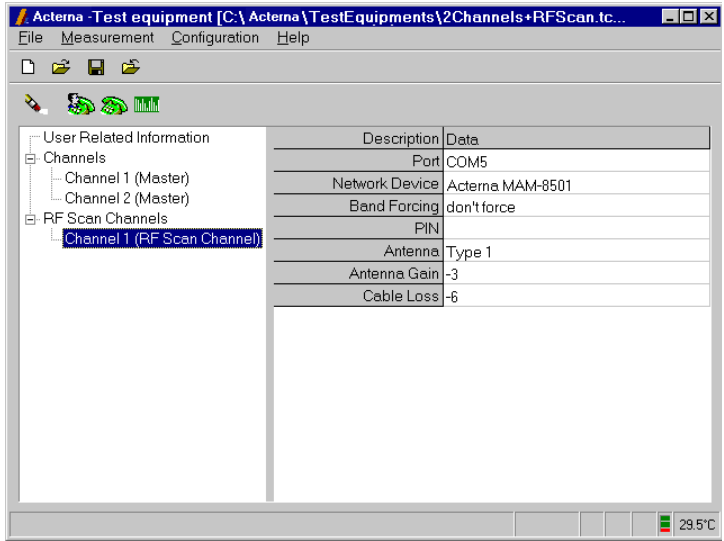 Acterna -Test equipment [C:\ Acterna\TestEquipments\2Channels+RFScan.tc...
File Measurement Configuration Help
User Related Information
Channels
Channel 1 (Master)
Channel 2 (Master)
RF Scan Channels
Channel 1 (RF Scan Channel)
Description Data
Port COM5
Network Device Acterna MAM-8501
Band Forcing don't force
PIN
Antenna Type 1
Antenna Gain -3
Cable Loss -6
29.5°C